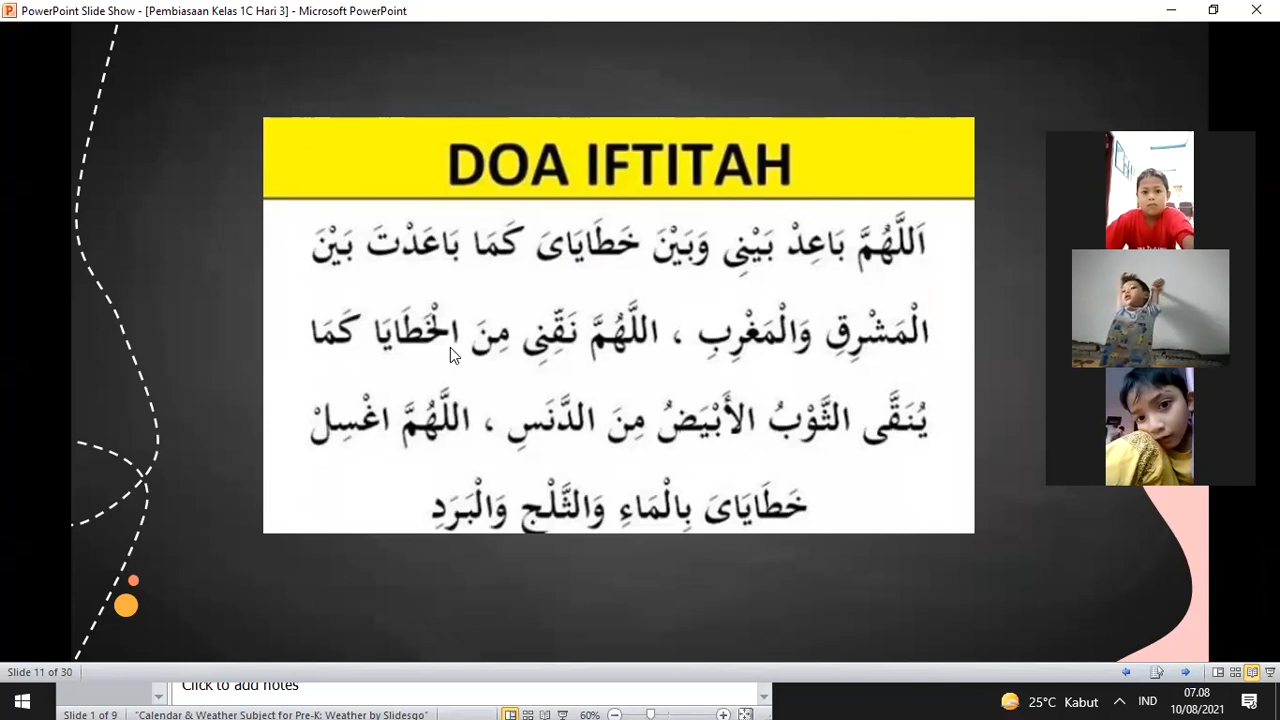 PowerPoint Slide Show - [Pembiasaan Kelas 1C Hari 3] - Microsoft PowerPoint
DOA IFTITAH
اَللَّهُمَّ بَاعِدْ بَيْنِى وَبَيْنَ خَطَايَاىَ كَمَا بَاعَدْتَ بَيْنَ
الْمَشْرِقِ وَالْمَغْرِبِ ، اللَّهُمَّ نَقِّنِى مِنَ الْخَطَايَا كَمَا
يُنَقَّى الثَّوْبُ الأَبْيَضُ مِنَ الدَّنَسِ ، اللَّهُمَّ اغْسِلْ
خَطَايَاىَ بِالْمَاءِ وَالثَّلْجِ وَالْبَرَدِ
Slide 11 of 30
Click to add notes
Slide 1 of 9
"Calendar & Weather Subject for Pre-K: Weather by Slidesgo"
60%
25°C Kabut
IND
07.08
10/08/2021